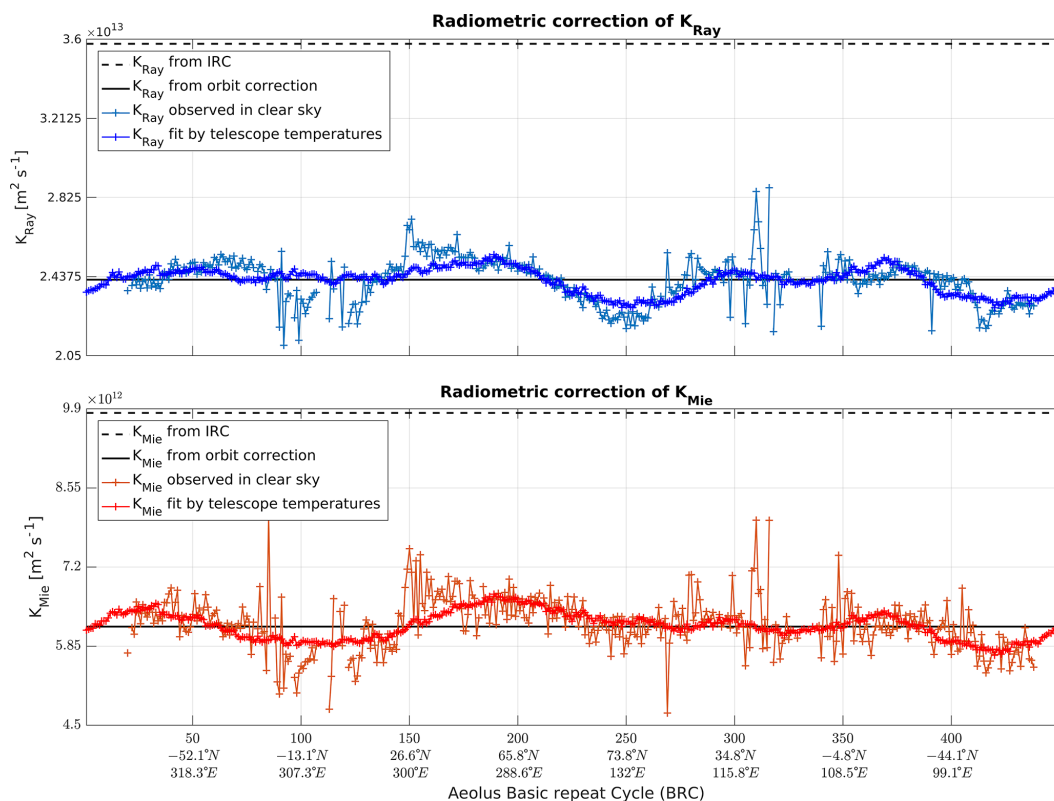 Radiometric correction of K_Ray
×10^13
3.6
3.2125
2.825
2.4375
2.05
K_Ray [m^2 s^-1]
K_Ray from IRC
K_Ray from orbit correction
K_Ray observed in clear sky
K_Ray fit by telescope temperatures
Radiometric correction of K_Mie
×10^12
9.9
8.55
7.2
5.85
4.5
K_Mie [m^2 s^-1]
K_Mie from IRC
K_Mie from orbit correction
K_Mie observed in clear sky
K_Mie fit by telescope temperatures
50 100 150 200 250 300 350 400
−52.1°N −13.1°N 26.6°N 65.8°N 73.8°N 34.8°N −4.8°N −44.1°N
318.3°E 307.3°E 300°E 288.6°E 132°E 115.8°E 108.5°E 99.1°E
Aeolus Basic repeat Cycle (BRC)